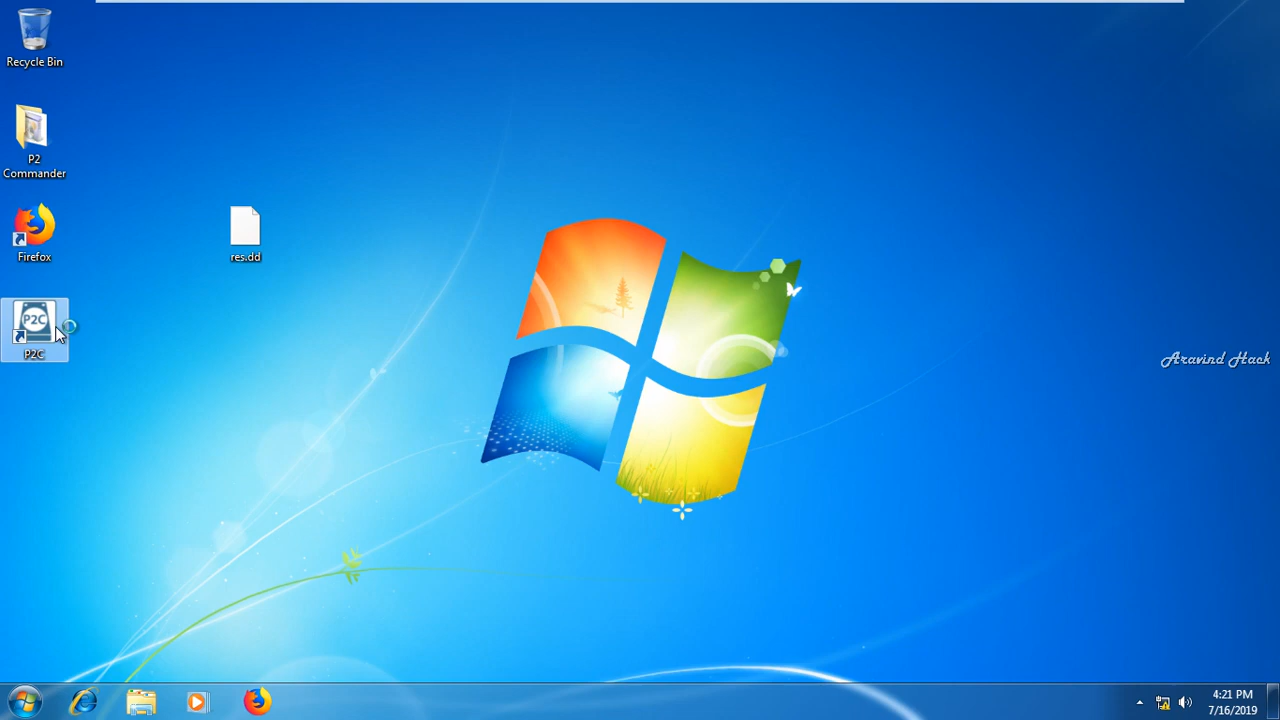 Recycle Bin
P2
Commander
Firefox
res.dd
P2C
P2C
Aravind Hack
4:21 PM
7/16/2019